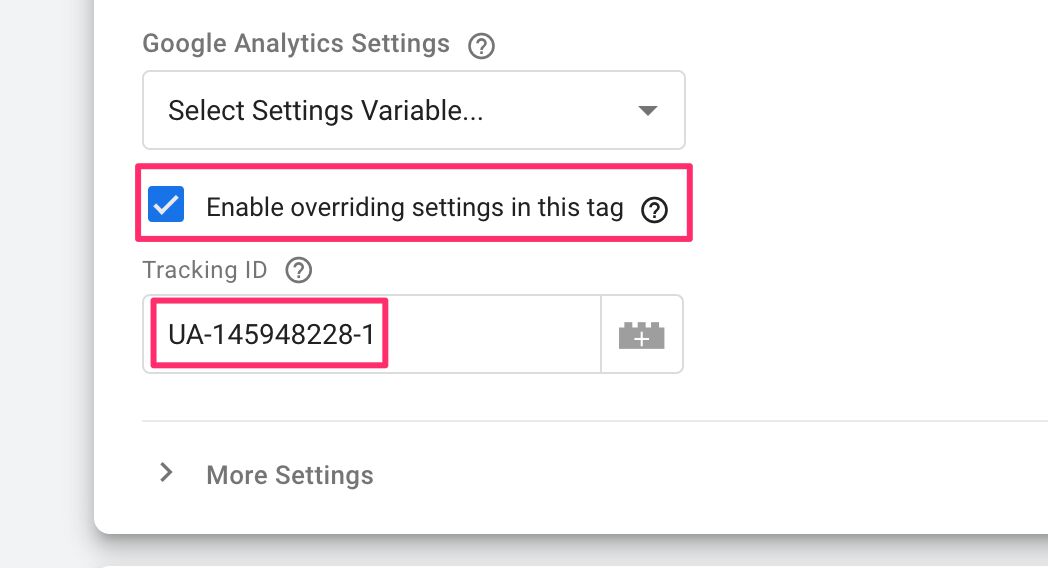 Google Analytics Settings
Select Settings Variable...
Enable overriding settings in this tag
Tracking ID
UA-145948228-1
More Settings